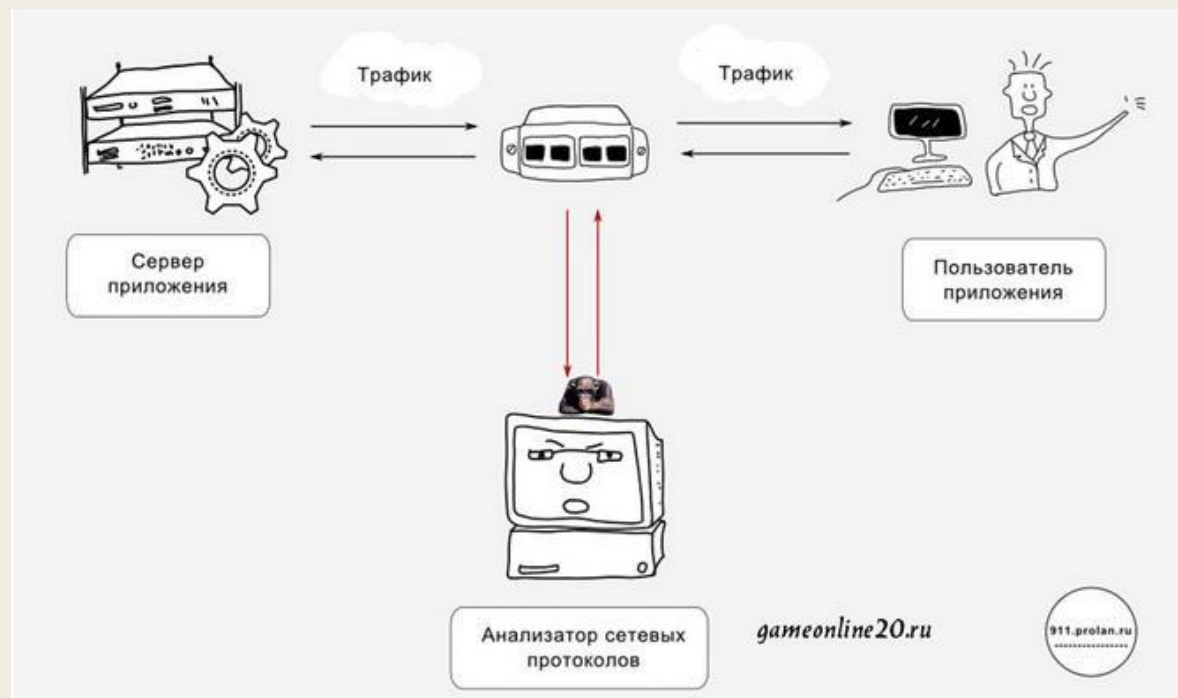 Трафик
Трафик
Сервер
приложения
Пользователь
приложения
Анализатор сетевых
протоколов
gameonline20.ru
911.prolan.ru